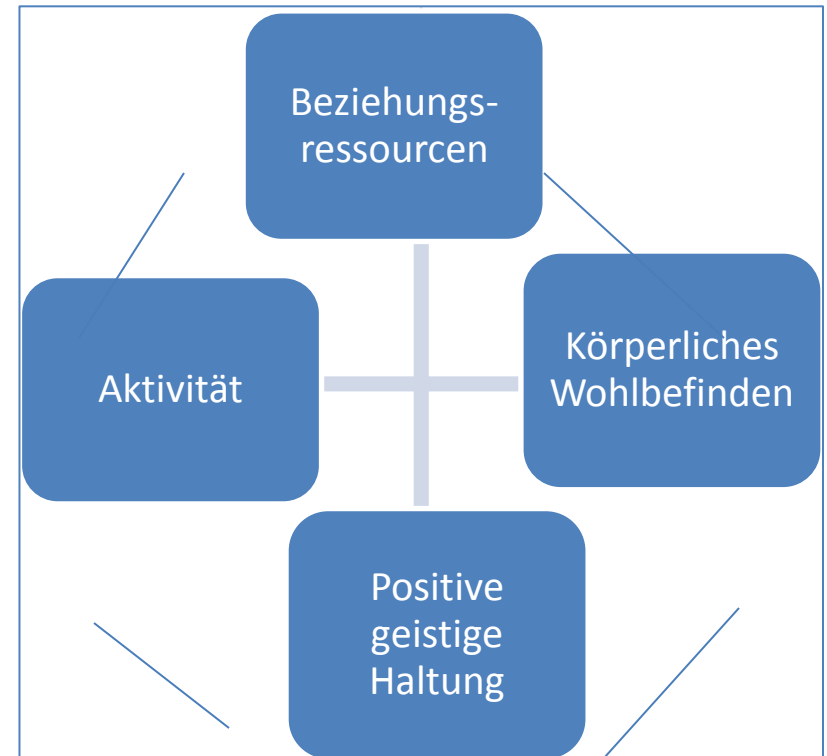 Beziehungs-
ressourcen
Aktivität
Körperliches
Wohlbefinden
Positive
geistige
Haltung